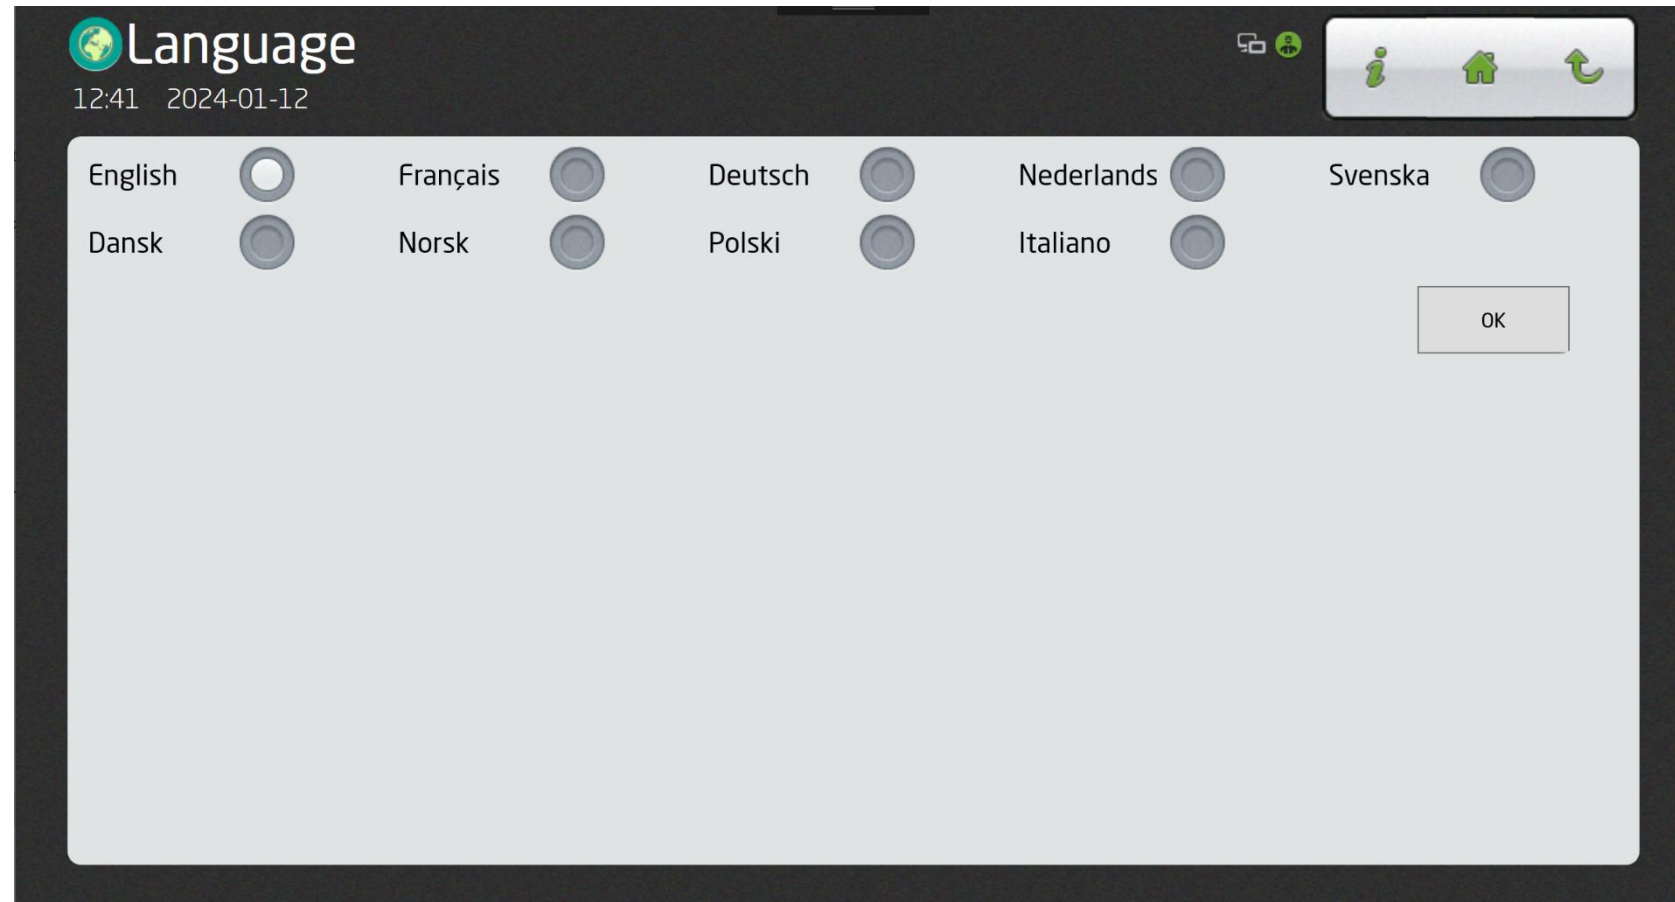 Language
12:41 2024-01-12
English Français Deutsch Nederlands Svenska
Dansk Norsk Polski Italiano
OK